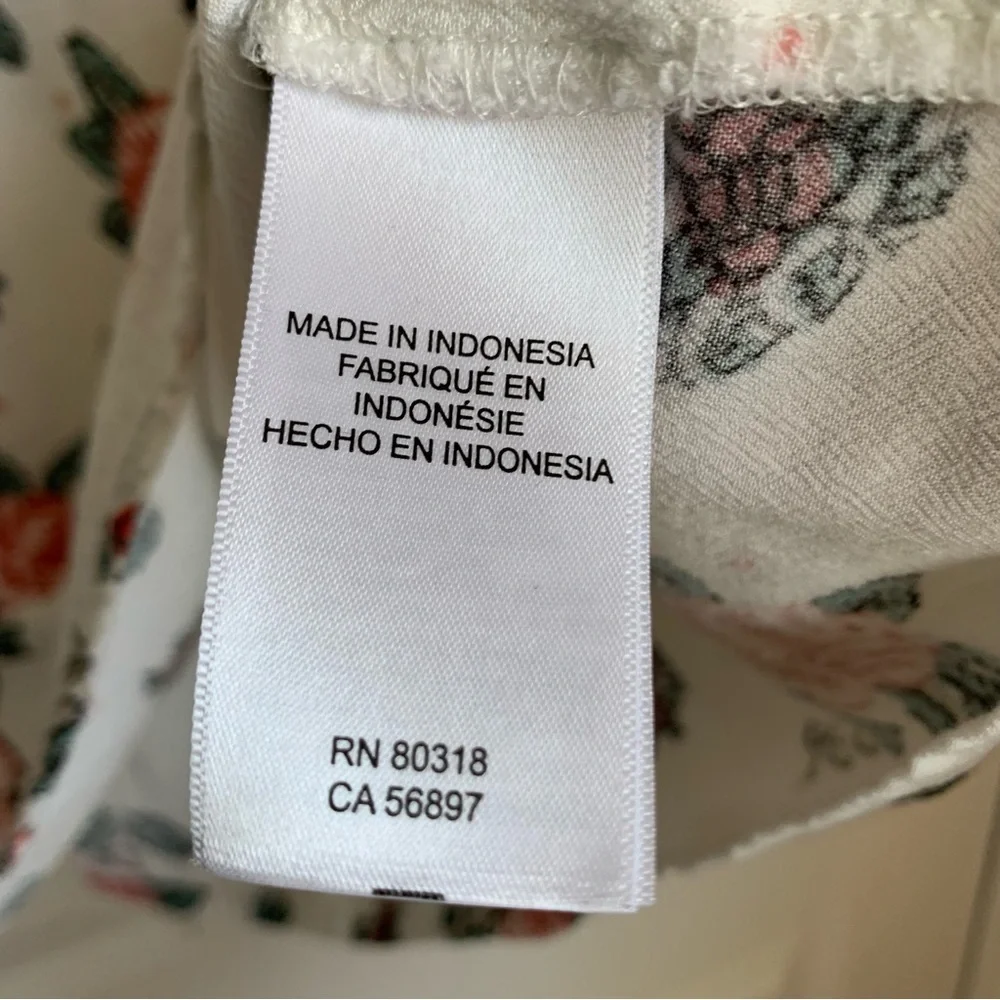 MADE IN INDONESIA
FABRIQUÉ EN
INDONÉSIE
HECHO EN INDONESIA
RN 80318
CA 56897